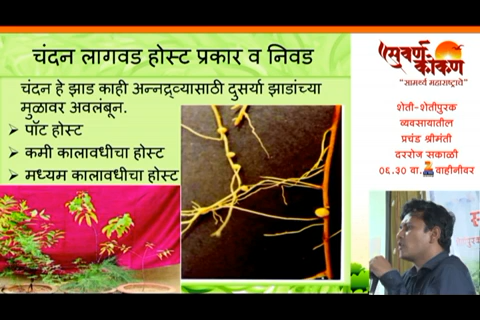 चंदन लागवड होस्ट प्रकार व निवड
चंदन हे झाड काही अन्नद्रव्यासाठी दुसर्या झाडांच्या
मुळावर अवलंबून.
➢ पॉट होस्ट
➢ कमी कालावधीचा होस्ट
➢ मध्यम कालावधीचा होस्ट
सुवर्ण
कोंकण
"सामर्थ्य महाराष्ट्राचे"
शेती-शेतीपुरक
व्यवसायातील
प्रचंड श्रीमंती
दररोज सकाळी
०६.३० वा. वाहीनीवर